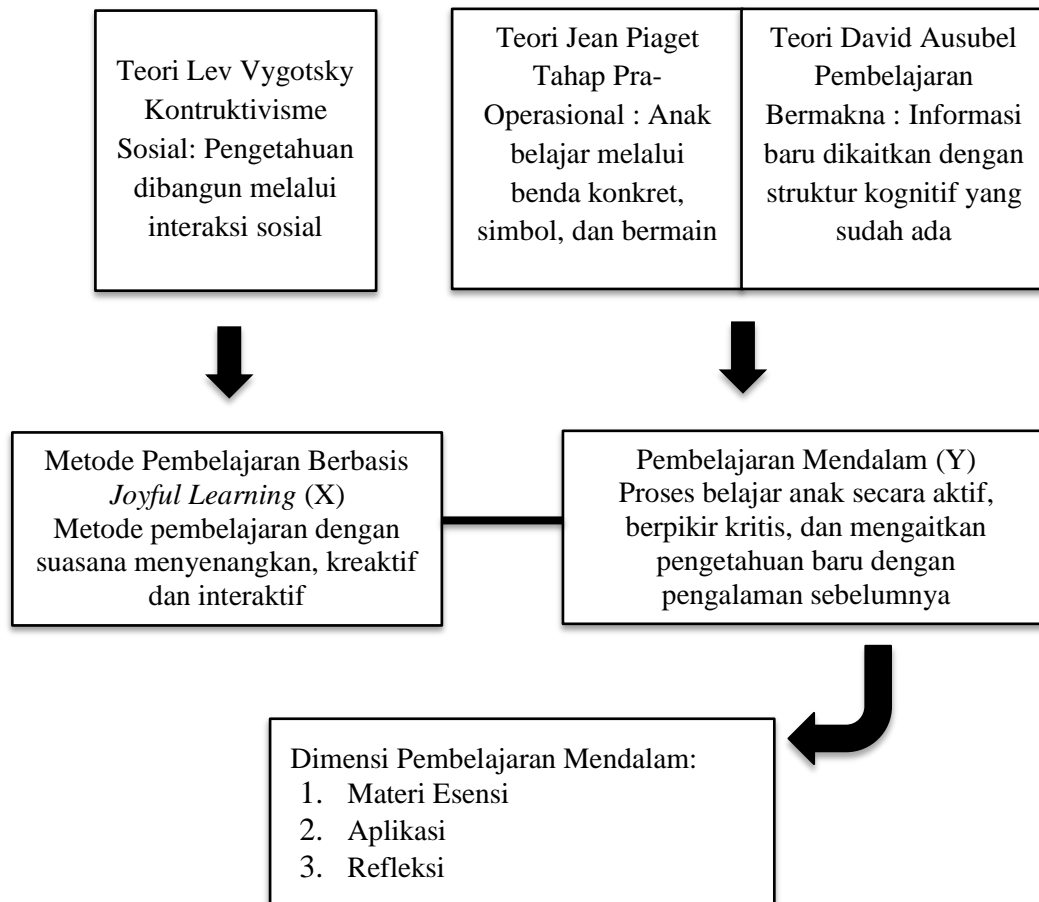 Teori Lev Vygotsky
Kontruktivisme
Sosial: Pengetahuan
dibangun melalui
interaksi sosial
Teori Jean Piaget
Tahap Pra-
Operasional : Anak
belajar melalui
benda konkret,
simbol, dan bermain
Teori David Ausubel
Pembelajaran
Bermakna : Informasi
baru dikaitkan dengan
struktur kognitif yang
sudah ada
Metode Pembelajaran Berbasis
Joyful Learning (X)
Metode pembelajaran dengan
suasana menyenangkan, kreaktif
dan interaktif
Pembelajaran Mendalam (Y)
Proses belajar anak secara aktif,
berpikir kritis, dan mengaitkan
pengetahuan baru dengan
pengalaman sebelumnya
Dimensi Pembelajaran Mendalam:
1. Materi Esensi
2. Aplikasi
3. Refleksi